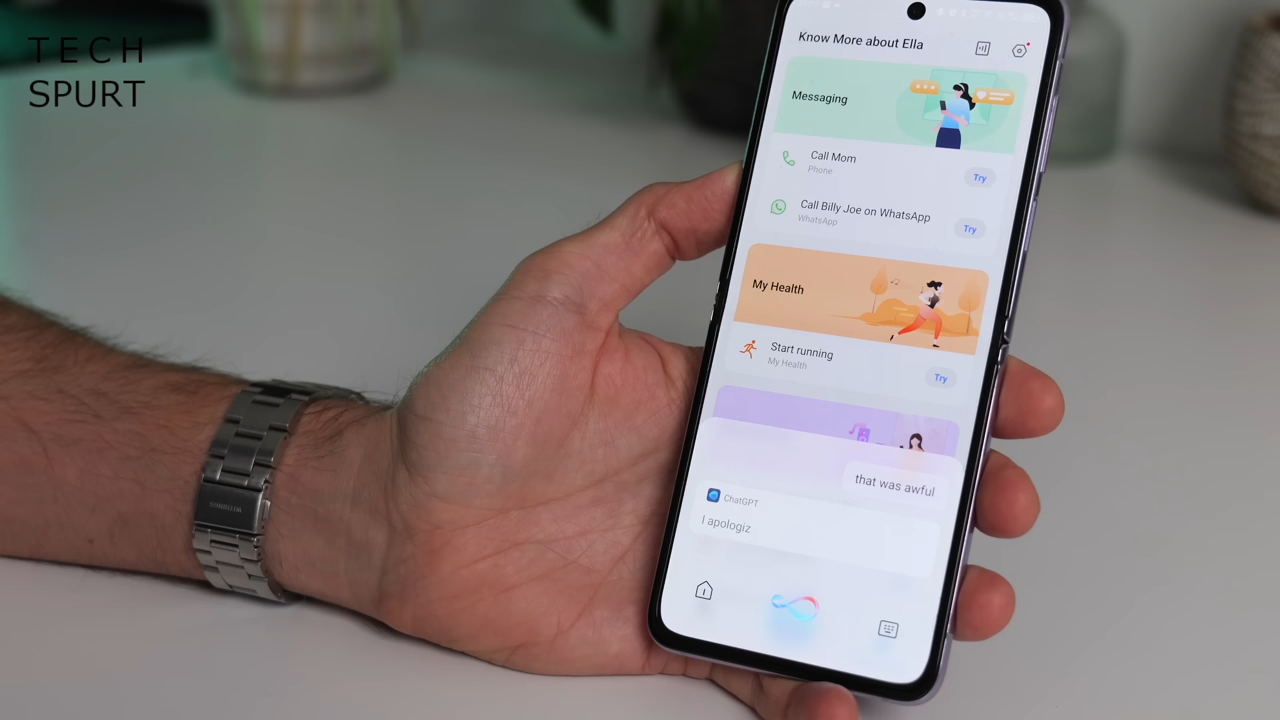 TECH
SPURT
Know More about Ella
Messaging
Call Mom
Phone
Try
Call Billy Joe on WhatsApp
WhatsApp
Try
My Health
Start running
My Health
Try
that was awful
ChatGPT
I apologiz
WITHINGS